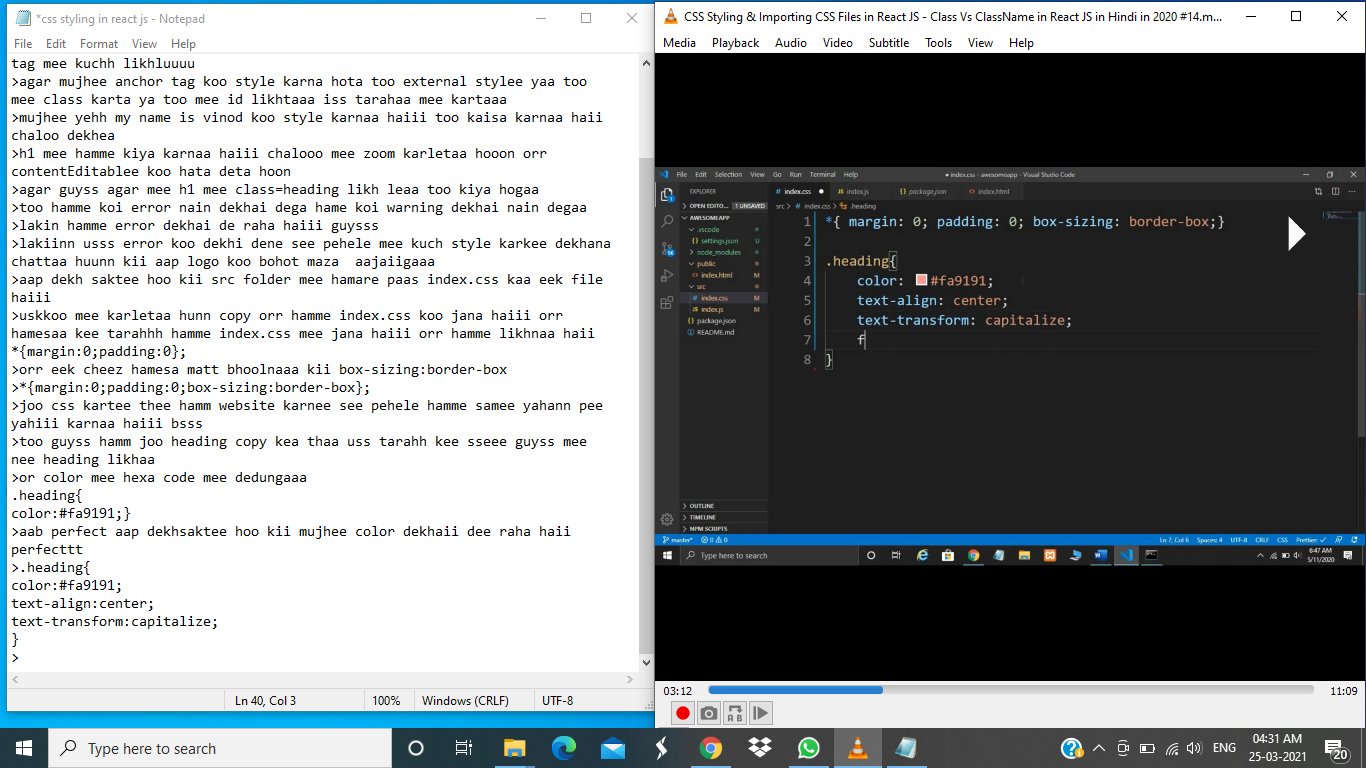 *css styling in react js - Notepad
File Edit Format View Help
tag mee kuchh likhluuuu
>agar mujhee anchor tag koo style karna hota too external stylee yaa too
mee class karta ya too mee id likhtaaa iss tarahaa mee kartaaa
>mujhee yehh my name is vinod koo style karnaa haiii too kaisa karnaa haii
chaloo dekhea
>h1 mee hamme kiya karnaa haiii chalooo mee zoom karletaa hooon orr
contentEditablee koo hata deta hoon
>agar guyss agar mee h1 mee class=heading likh leaa too kiya hogaa
>too hamme koi error nain dekhai dega hame koi warning dekhai nain degaa
>lakin hamme error dekhai de raha haiii guysss
>lakiinn usss error koo dekhi dene see pehele mee kuch style karkee dekhana
chattaa huunn kii aap logo koo bohot maza  aajaiigaaa
>aap dekh saktee hoo kii src folder mee hamare paas index.css kaa eek file
haiii
>uskkoo mee karletaa hunn copy orr hamme index.css koo jana haiii orr
hamesaa kee tarahhh hamme index.css mee jana haiii orr hamme likhnaa haii
*{margin:0;padding:0};
>orr eek cheez hamesa matt bhoolnaaa kii box-sizing:border-box
>*{margin:0;padding:0;box-sizing:border-box};
>joo css kartee thee hamm website karnee see pehele hamme samee yahann pee
yahiii karnaa haiii bsss
>too guyss hamm joo heading copy kea thaa uss tarahh kee sseee guyss mee
nee heading likhaa
>or color mee hexa code mee dedungaaa
.heading{
color:#fa9191;}
>aab perfect aap dekhsaktee hoo kii mujhee color dekhaii dee raha haii
perfecttt
>.heading{
color:#fa9191;
text-align:center;
text-transform:capitalize;
}
>
Ln 40, Col 3 100% Windows (CRLF) UTF-8
CSS Styling & Importing CSS Files in React JS - Class Vs ClassName in React JS in Hindi in 2020 #14.m...
Media Playback Audio Video Subtitle Tools View Help
File Edit Selection View Go Run Terminal Help
• index.css - awesomeapp - Visual Studio Code
EXPLORER
# index.css ● JS index.js {} package.json <> index.html
OPEN EDITO... 1 UNSAVED
src > # index.css > .heading
AWESOMEAPP
.vscode
{} settings.json U
node_modules
public
<> index.html M
src
# index.css M
JS index.js M
{} package.json
README.md
OUTLINE
TIMELINE
NPM SCRIPTS
1 *{ margin: 0; padding: 0; box-sizing: border-box;}
2
3 .heading{
4 color: #fa9191;
5 text-align: center;
6 text-transform: capitalize;
7 f
8 }
master* 0 0
Ln 7, Col 6 Spaces: 4 UTF-8 CRLF CSS Prettier: ✓
Type here to search
6:47 AM
5/11/2020
03:12 11:09
Type here to search
ENG
04:31 AM
25-03-2021
20